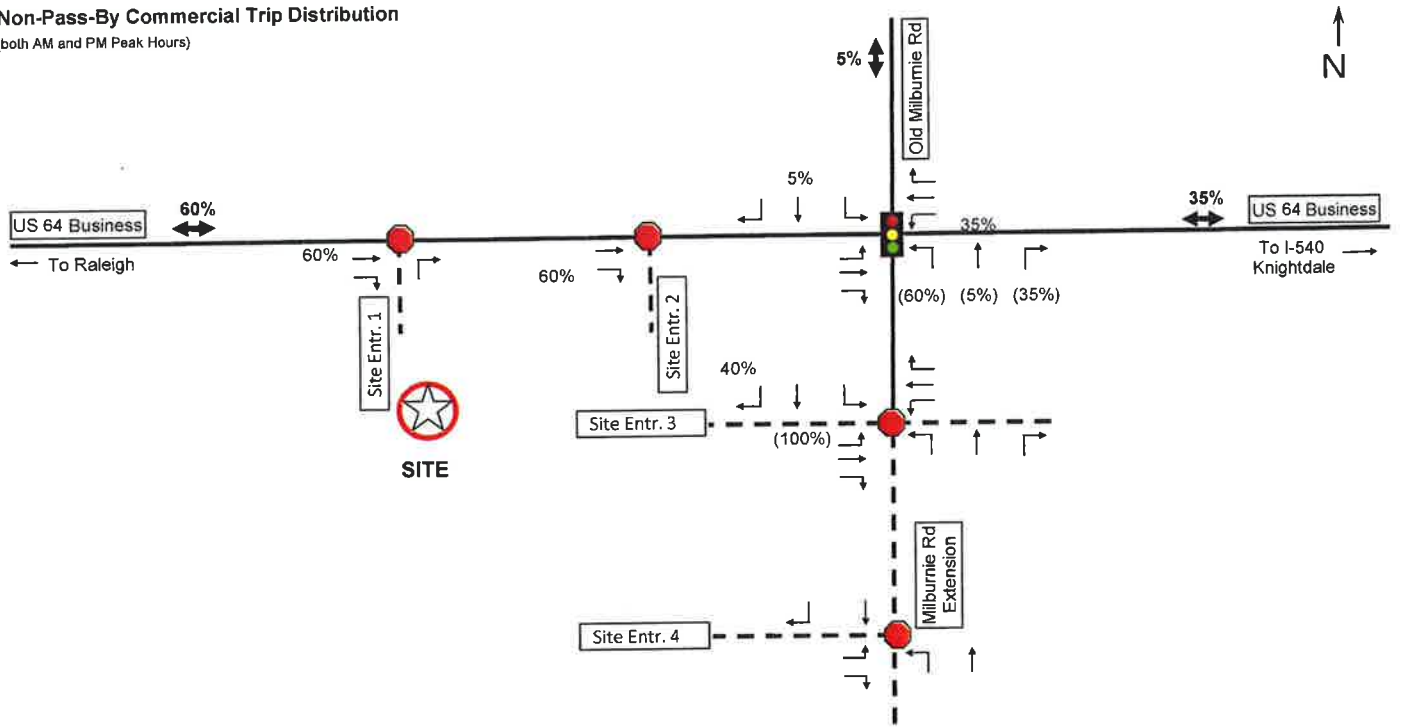 Non-Pass-By Commercial Trip Distribution
(both AM and PM Peak Hours)
N
5%
Old Milburnie Rd
5%
60%
35%
US 64 Business
US 64 Business
35%
To Raleigh
60%
60%
To I-540
Knightdale
(60%) (5%) (35%)
Site Entr. 1
Site Entr. 2
40%
Site Entr. 3
(100%)
SITE
Milburnie Rd
Extension
Site Entr. 4